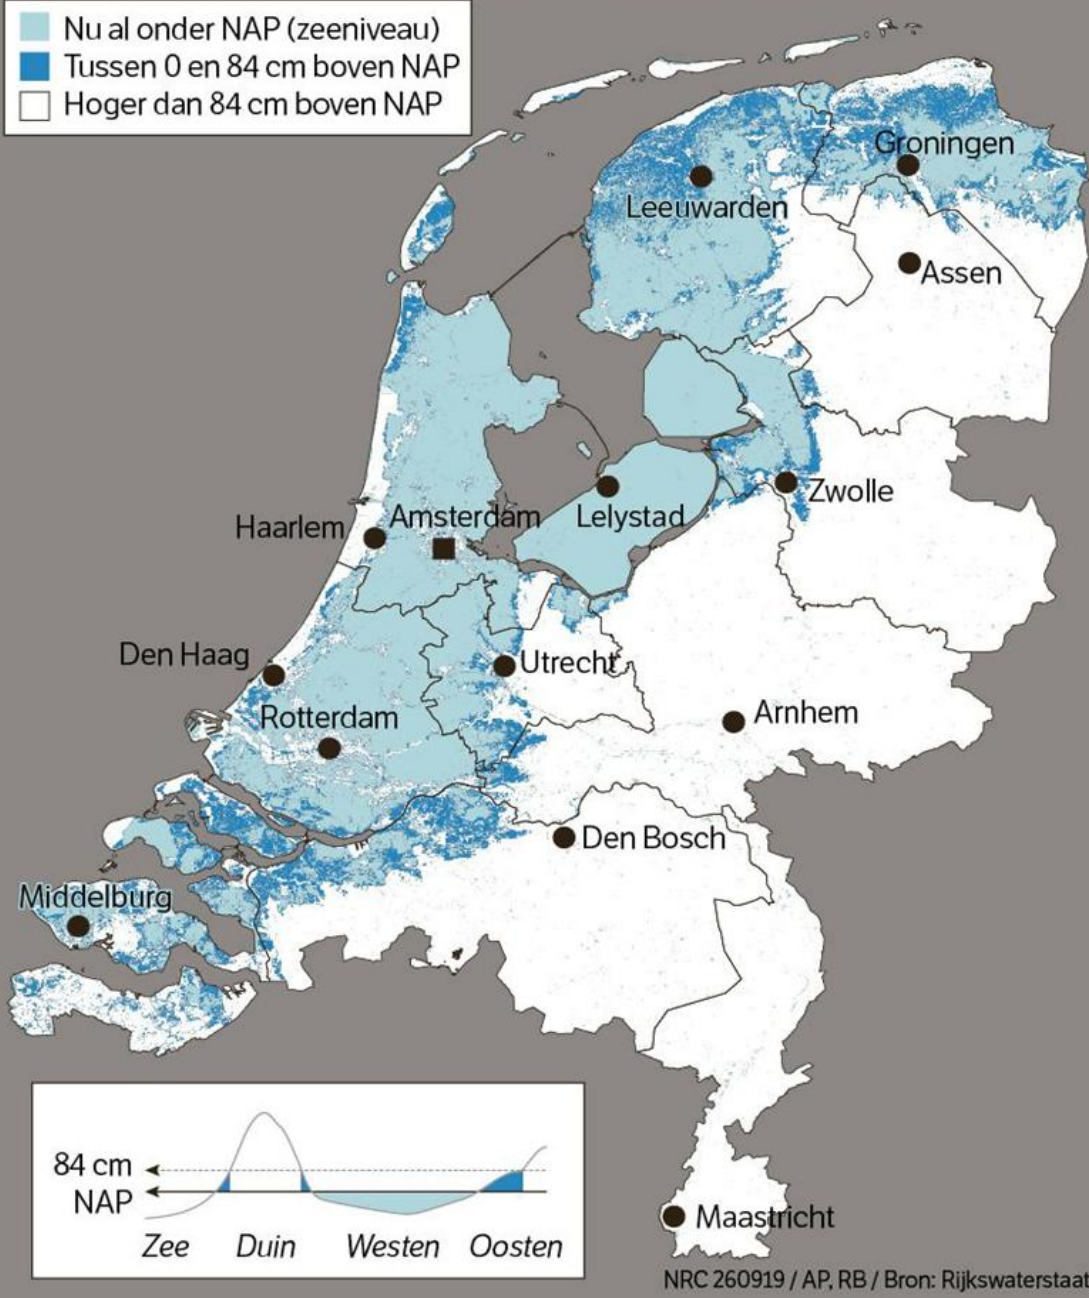 Nu al onder NAP (zeeniveau)
Tussen 0 en 84 cm boven NAP
Hoger dan 84 cm boven NAP
Groningen
Leeuwarden
Assen
Zwolle
Lelystad
Amsterdam
Haarlem
Den Haag
Utrecht
Rotterdam
Arnhem
Den Bosch
Middelburg
Maastricht
84 cm
NAP
Zee Duin Westen Oosten
NRC 260919 / AP, RB / Bron: Rijkswaterstaat